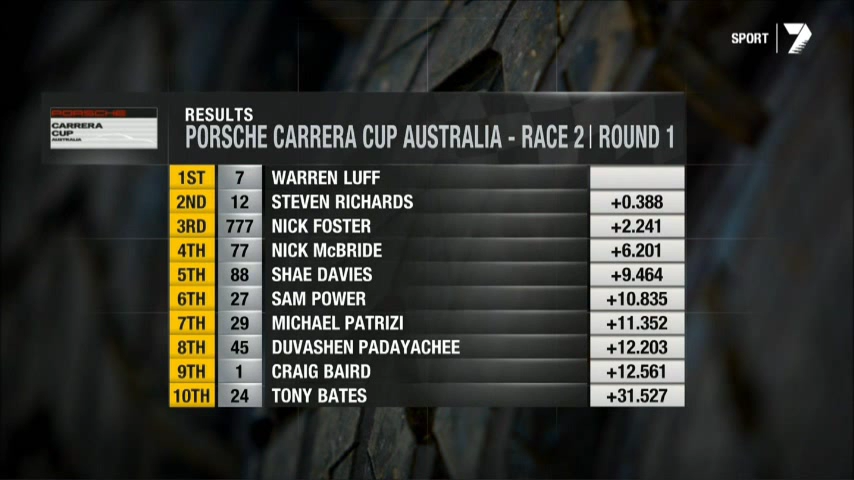 SPORT 7
RESULTS
PORSCHE CARRERA CUP AUSTRALIA - RACE 2 | ROUND 1
PORSCHE
CARRERA
CUP
AUSTRALIA
1ST 7 WARREN LUFF
2ND 12 STEVEN RICHARDS +0.388
3RD 777 NICK FOSTER +2.241
4TH 77 NICK McBRIDE +6.201
5TH 88 SHAE DAVIES +9.464
6TH 27 SAM POWER +10.835
7TH 29 MICHAEL PATRIZI +11.352
8TH 45 DUVASHEN PADAYACHEE +12.203
9TH 1 CRAIG BAIRD +12.561
10TH 24 TONY BATES +31.527